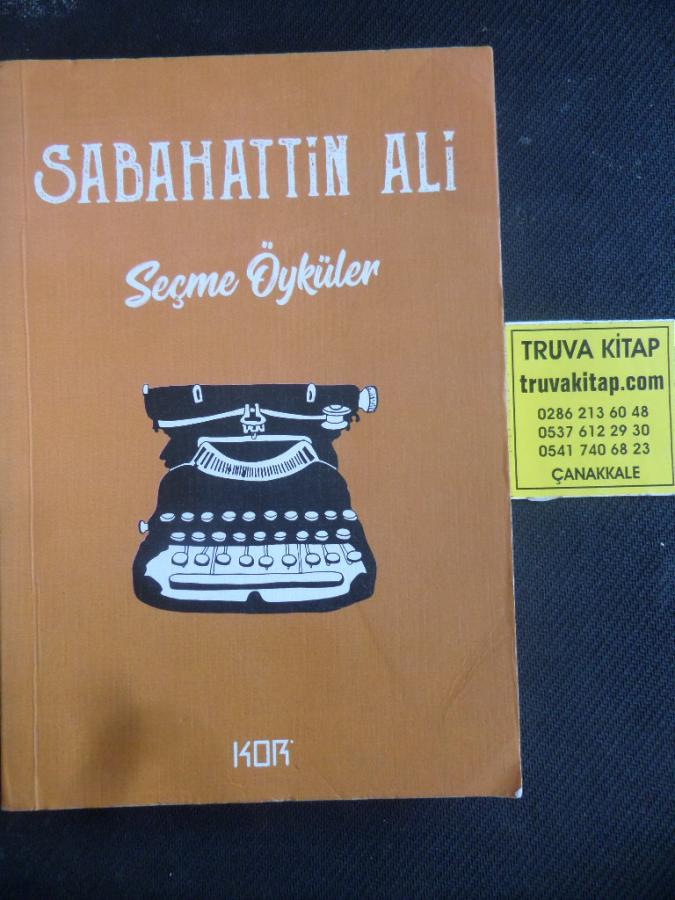 SABAHATTİN ALİ
Seçme Öyküler
KOR
TRUVA KİTAP
truvakitap.com
0286 213 60 48
0537 612 29 30
0541 740 68 23
ÇANAKKALE